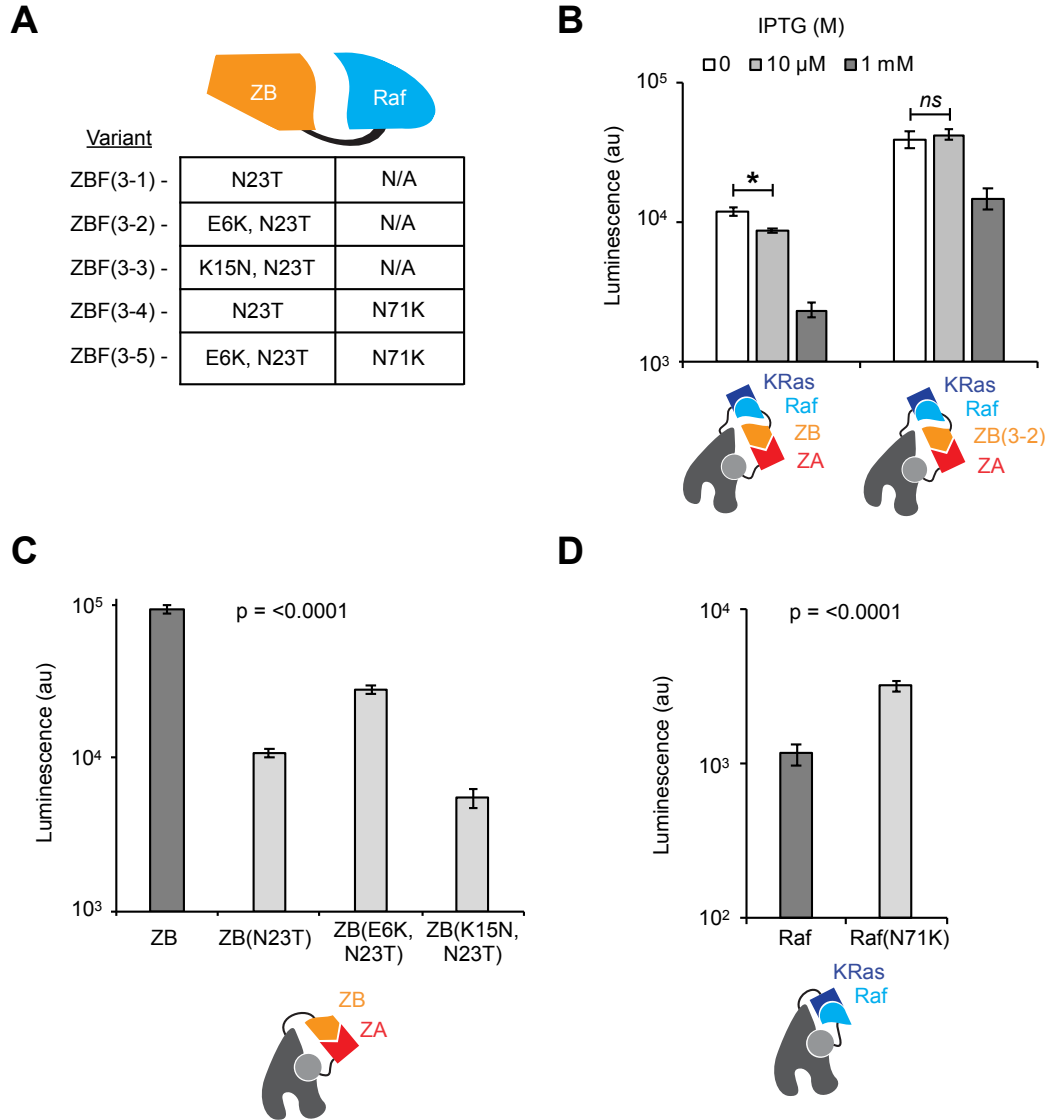 A
ZB
Raf
Variant
ZBF(3-1) - N23T N/A
ZBF(3-2) - E6K, N23T N/A
ZBF(3-3) - K15N, N23T N/A
ZBF(3-4) - N23T N71K
ZBF(3-5) - E6K, N23T N71K
B
IPTG (M)
0 10 µM 1 mM
Luminescence (au)
10⁵
10⁴
10³
*
ns
KRas
Raf
ZB
ZA
KRas
Raf
ZB(3-2)
ZA
C
p = <0.0001
Luminescence (au)
10⁵
10⁴
10³
ZB
ZB(N23T)
ZB(E6K,
N23T)
ZB(K15N,
N23T)
ZB
ZA
D
p = <0.0001
Luminescence (au)
10⁴
10³
10²
Raf
Raf(N71K)
KRas
Raf